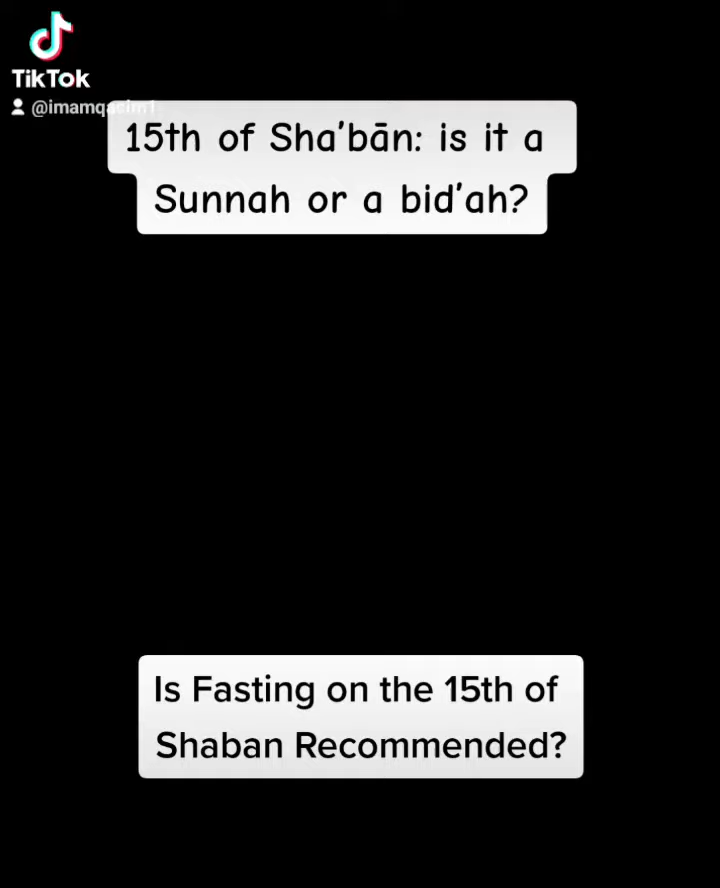 TikTok
15th of Sha'bān: is it a
Sunnah or a bid'ah?
Is Fasting on the 15th of
Shaban Recommended?